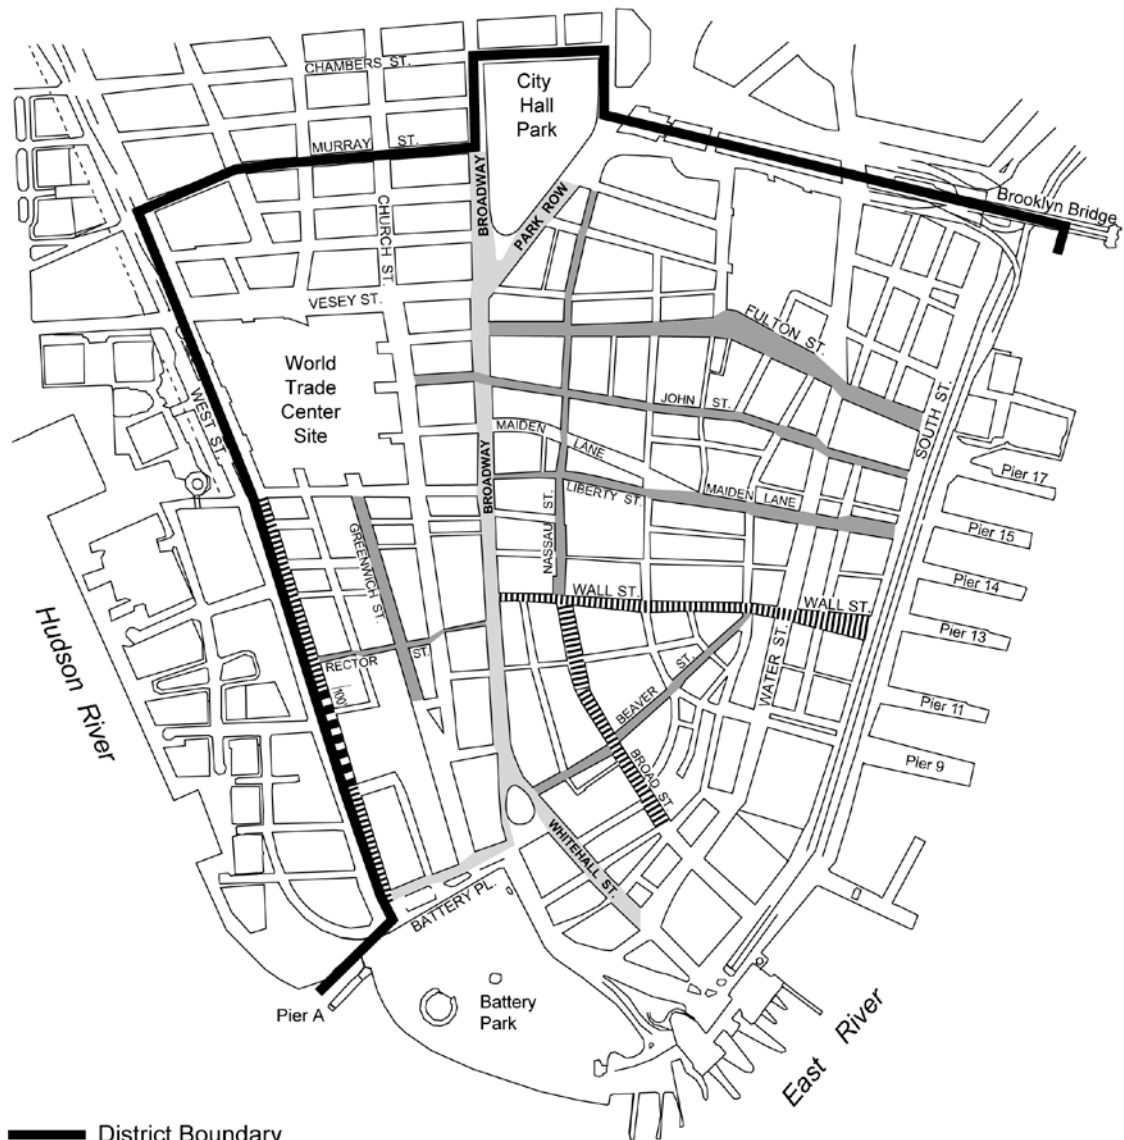 CHAMBERS ST.
City
Hall
Park
MURRAY ST.
BROADWAY
PARK ROW
CHURCH ST.
Brooklyn Bridge
VESEY ST.
FULTON ST.
World
Trade
Center
Site
WEST ST.
JOHN ST.
SOUTH ST.
MAIDEN
LANE
BROADWAY
Pier 17
LIBERTY ST.
MAIDEN LANE
NASSAU ST.
GREENWICH ST.
Pier 15
Pier 14
WALL ST.
WALL ST.
Pier 13
Hudson River
RECTOR ST.
100'
WATER ST.
BEAVER ST.
Pier 11
BROAD ST.
Pier 9
WHITEHALL ST.
BATTERY PL.
Pier A
Battery
Park
East River
District Boundary